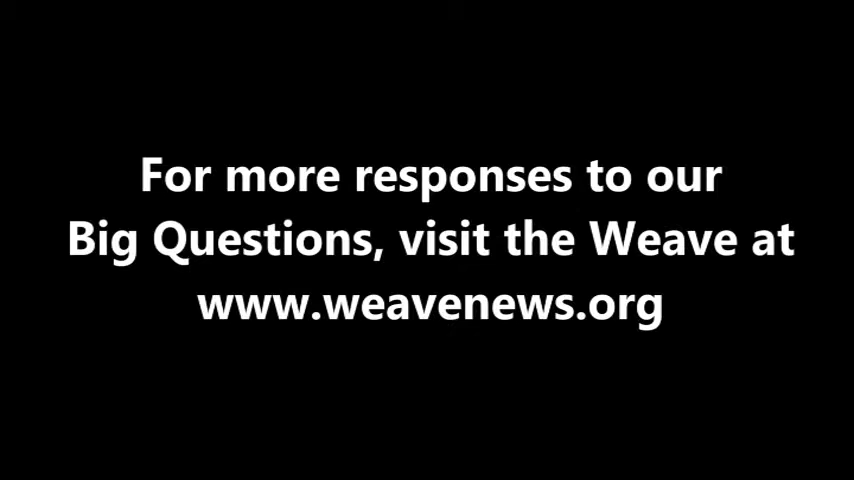 For more responses to our
Big Questions, visit the Weave at
www.weavenews.org